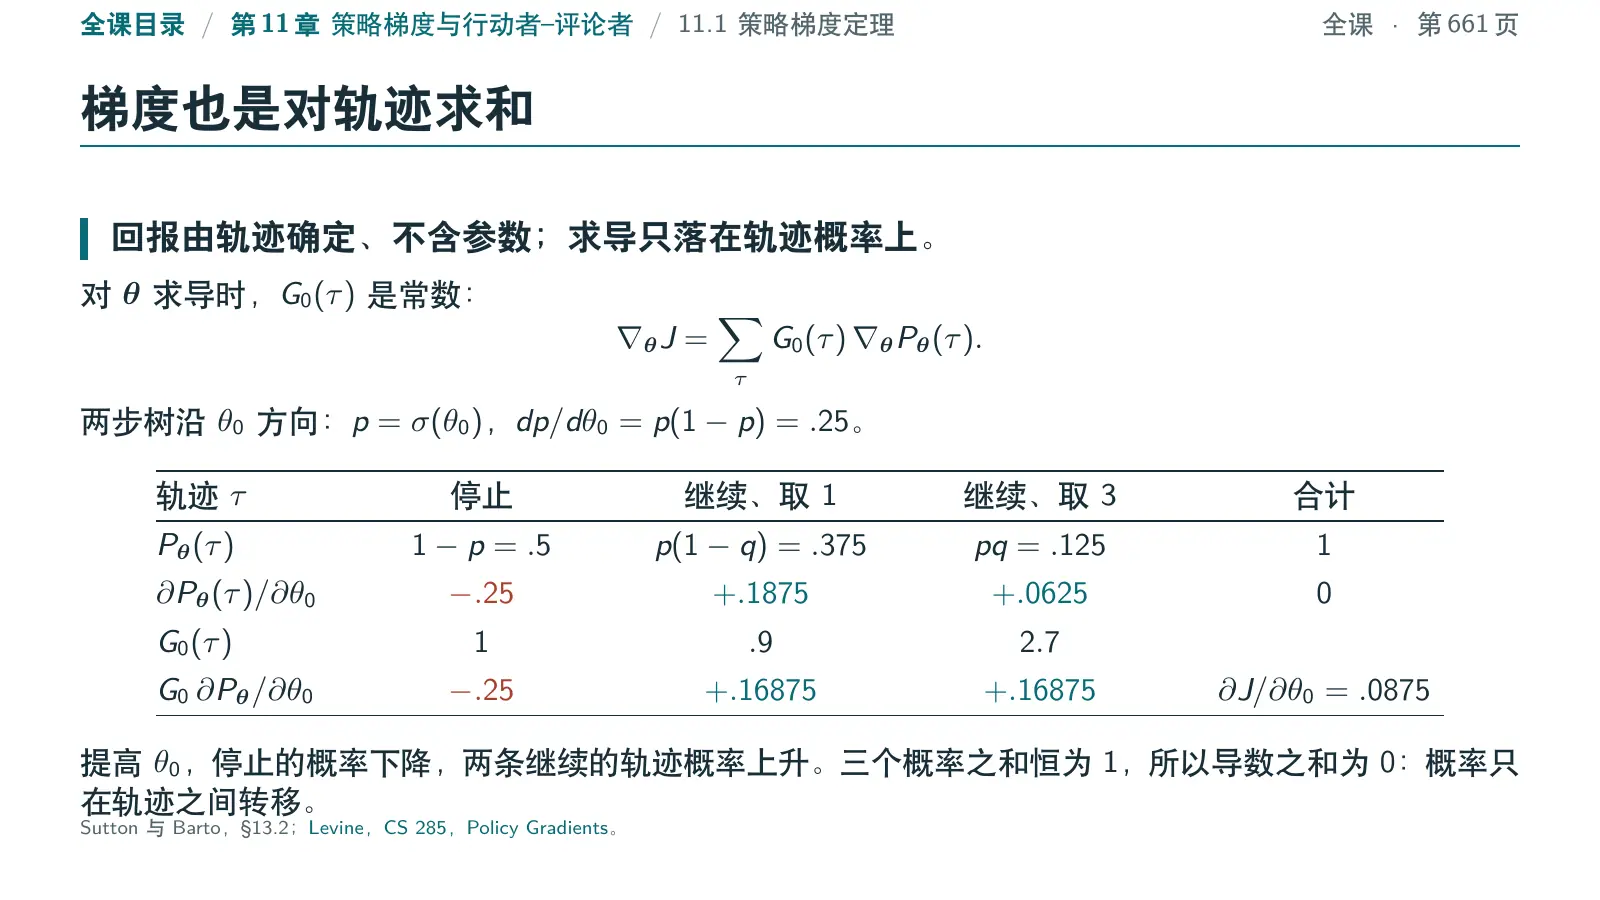 全课目录 / 第 11 章 策略梯度与行动者–评论者 / 11.1 策略梯度定理
全课 · 第 661 页
梯度也是对轨迹求和
回报由轨迹确定、不含参数；求导只落在轨迹概率上。
对 θ 求导时，G₀(τ) 是常数：
∇_θ J = ∑_τ G₀(τ) ∇_θ P_θ(τ).
两步树沿 θ₀ 方向：p = σ(θ₀)，dp/dθ₀ = p(1 − p) = .25。
轨迹 τ 停止 继续、取 1 继续、取 3 合计
P_θ(τ) 1 − p = .5 p(1 − q) = .375 pq = .125 1
∂P_θ(τ)/∂θ₀ −.25 +.1875 +.0625 0
G₀(τ) 1 .9 2.7
G₀ ∂P_θ/∂θ₀ −.25 +.16875 +.16875 ∂J/∂θ₀ = .0875
提高 θ₀，停止的概率下降，两条继续的轨迹概率上升。三个概率之和恒为 1，所以导数之和为 0：概率只
在轨迹之间转移。
Sutton 与 Barto，§13.2；Levine，CS 285，Policy Gradients。